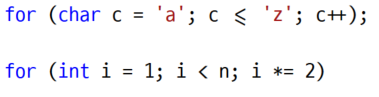 for (char c = 'a'; c ⩽ 'z'; c++);
for (int i = 1; i < n; i *= 2)